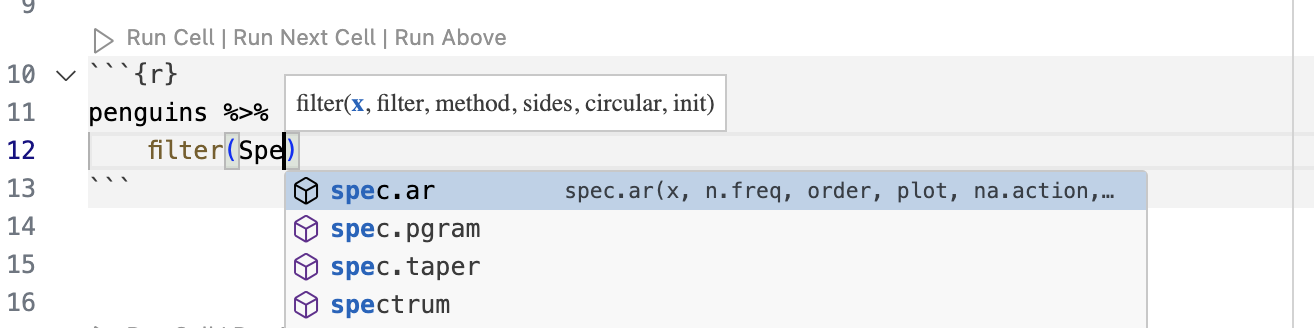 9
Run Cell | Run Next Cell | Run Above
10 ```{r}
11 penguins %>%
filter(x, filter, method, sides, circular, init)
12 filter(Spe)
13 ```
spec.ar spec.ar(x, n.freq, order, plot, na.action,…
14
spec.pgram
15
spec.taper
16
spectrum